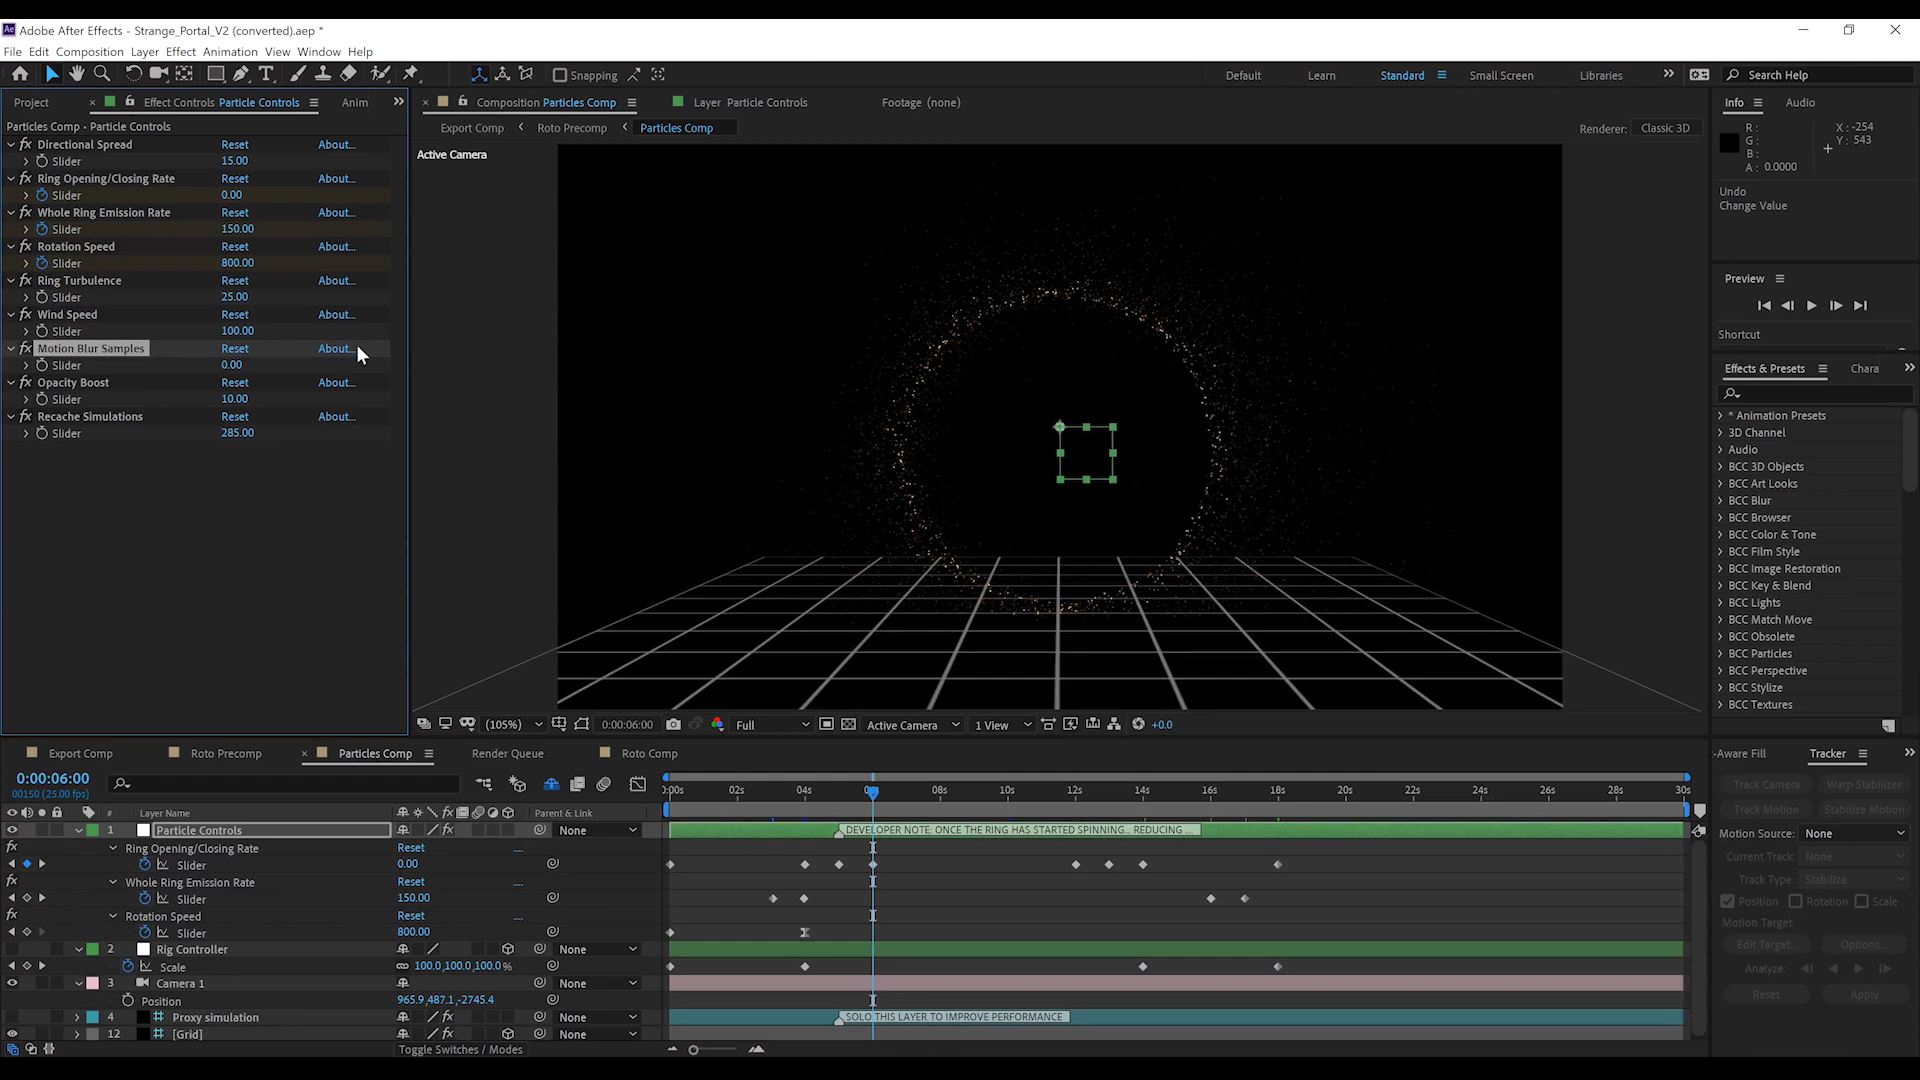 Adobe After Effects - Strange_Portal_V2 (converted).aep *
File Edit Composition Layer Effect Animation View Window Help
Snapping
Default Learn Standard Small Screen Libraries Search Help
Project Effect Controls Particle Controls Anim
Composition Particles Comp Layer Particle Controls Footage (none)
Info Audio
Particles Comp - Particle Controls
Export Comp Roto Precomp Particles Comp
Renderer: Classic 3D
R: X: -254
G: Y: 543
B:
A: 0.0000
Active Camera
Undo
Change Value
Directional Spread Reset About...
Slider 15.00
Ring Opening/Closing Rate Reset About...
Slider 0.00
Whole Ring Emission Rate Reset About...
Slider 150.00
Rotation Speed Reset About...
Slider 800.00
Ring Turbulence Reset About...
Slider 25.00
Wind Speed Reset About...
Slider 100.00
Motion Blur Samples Reset About...
Slider 0.00
Opacity Boost Reset About...
Slider 10.00
Recache Simulations Reset About...
Slider 285.00
Preview
Shortcut
Effects & Presets Chara
* Animation Presets
3D Channel
Audio
BCC 3D Objects
BCC Art Looks
BCC Blur
BCC Browser
BCC Color & Tone
BCC Film Style
BCC Image Restoration
BCC Key & Blend
BCC Lights
BCC Match Move
BCC Obsolete
BCC Particles
BCC Perspective
BCC Stylize
BCC Textures
(105%) 0:00:06:00 Full Active Camera 1 View +0.0
Export Comp Roto Precomp Particles Comp Render Queue Roto Comp
0:00:06:00
00150 (25.00 fps)
02s 04s 08s 10s 12s 14s 16s 18s 20s 22s 24s 26s 28s 30s
# Layer Name Parent & Link
1 Particle Controls None DEVELOPER NOTE: ONCE THE RING HAS STARTED SPINNING... REDUCING ...
Ring Opening/Closing Rate Reset ....
Slider 0.00
Whole Ring Emission Rate Reset ....
Slider 150.00
Rotation Speed Reset ....
Slider 800.00
2 Rig Controller None
Scale 100.0,100.0,100.0%
3 Camera 1 None
Position 965.9,487.1,-2745.4
4 Proxy simulation None SOLO THIS LAYER TO IMPROVE PERFORMANCE
12 [Grid] None
Toggle Switches / Modes
-Aware Fill Tracker
Track Camera Warp Stabilizer
Track Motion Stabilize Motion
Motion Source: None
Current Track: None
Track Type: Stabilize
Position Rotation Scale
Motion Target:
Edit Target... Options...
Analyze:
Reset Apply